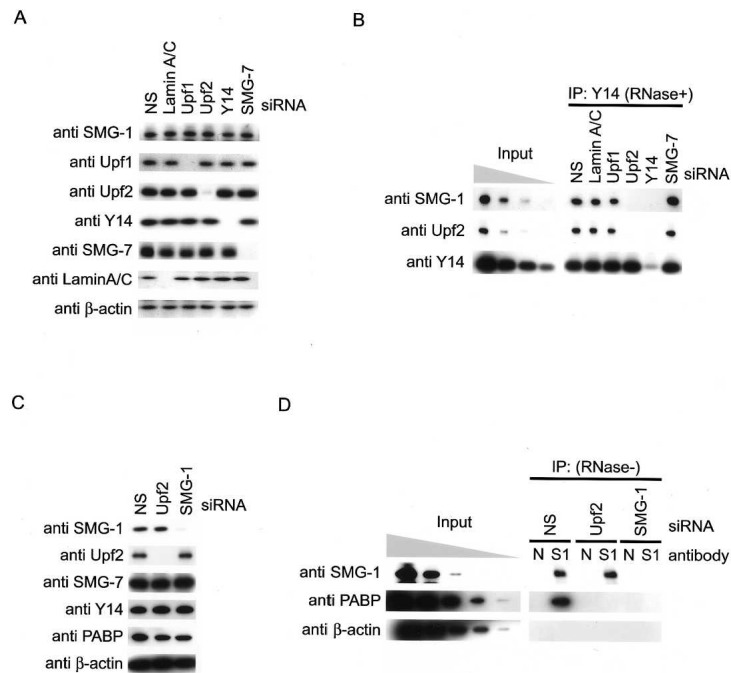 A
NS
Lamin A/C
Upf1
Upf2
Y14
SMG-7
siRNA
anti SMG-1
anti Upf1
anti Upf2
anti Y14
anti SMG-7
anti LaminA/C
anti β-actin
B
IP: Y14 (RNase+)
Input
NS
Lamin A/C
Upf1
Upf2
Y14
SMG-7
siRNA
anti SMG-1
anti Upf2
anti Y14
C
NS
Upf2
SMG-1
siRNA
anti SMG-1
anti Upf2
anti SMG-7
anti Y14
anti PABP
anti β-actin
D
IP: (RNase-)
Input
NS
Upf2
SMG-1
siRNA
N S1 N S1 N S1 antibody
anti SMG-1
anti PABP
anti β-actin